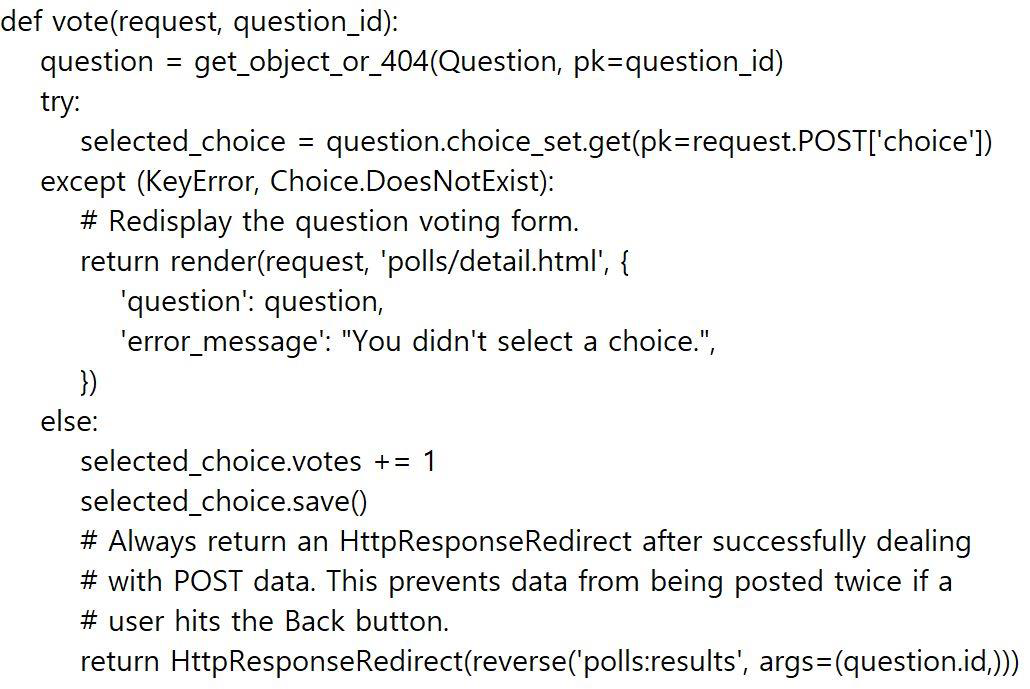 def vote(request, question_id):
question = get_object_or_404(Question, pk=question_id)
try:
selected_choice = question.choice_set.get(pk=request.POST['choice'])
except (KeyError, Choice.DoesNotExist):
# Redisplay the question voting form.
return render(request, 'polls/detail.html', {
'question': question,
'error_message': "You didn't select a choice.",
})
else:
selected_choice.votes += 1
selected_choice.save()
# Always return an HttpResponseRedirect after successfully dealing
# with POST data. This prevents data from being posted twice if a
# user hits the Back button.
return HttpResponseRedirect(reverse('polls:results', args=(question.id,)))